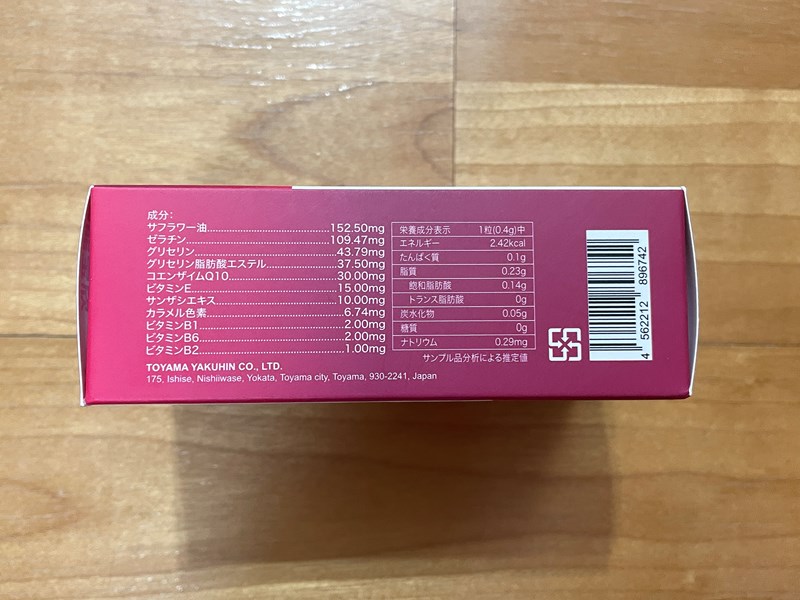 成分:
サフラワー油..............................152.50mg
ゼラチン..............................109.47mg
グリセリン..............................43.79mg
グリセリン脂肪酸エステル..............................37.50mg
コエンザイムQ10..............................30.00mg
ビタミンE..............................15.00mg
サンザシエキス..............................10.00mg
カラメル色素..............................6.74mg
ビタミンB1..............................2.00mg
ビタミンB6..............................2.00mg
ビタミンB2..............................1.00mg
TOYAMA YAKUHIN CO., LTD.
175, Ishise, Nishiiwase, Yokata, Toyama city, Toyama, 930-2241, Japan
栄養成分表示 1粒(0.4g)中
エネルギー 2.42kcal
たんぱく質 0.1g
脂質 0.23g
飽和脂肪酸 0.14g
トランス脂肪酸 0g
炭水化物 0.05g
糖質 0g
ナトリウム 0.29mg
サンプル品分析による推定値
4 562212 896742